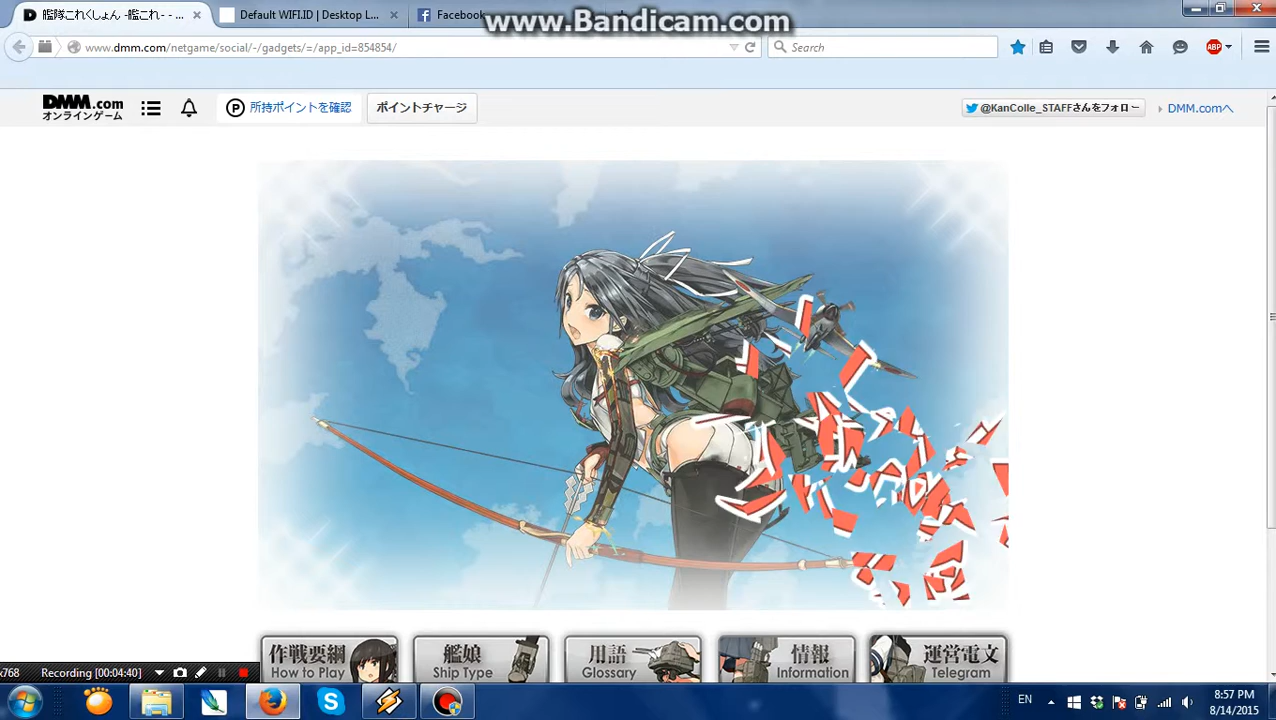 www.Bandicam.com
艦隊これくしょん -艦これ- - ...
Default WIFI.ID | Desktop L...
Facebook
www.dmm.com/netgame/social/-/gadgets/=/app_id=854854/
Search
ABP
DMM.com
オンラインゲーム
P 所持ポイントを確認
ポイントチャージ
@KanColle_STAFFさんをフォロー
DMM.comへ
作戦要綱
How to Play
艦娘
Ship Type
用語
Glossary
情報
Information
運営電文
Telegram
x768
Recording [00:04:40]
EN
8:57 PM
8/14/2015